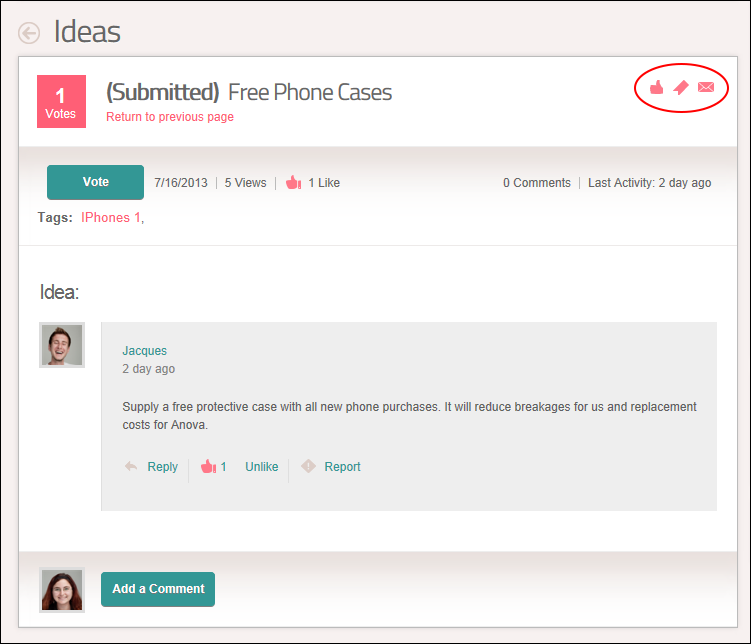 Ideas
1
Votes
(Submitted) Free Phone Cases
Return to previous page
Vote 7/16/2013 | 5 Views | 1 Like 0 Comments | Last Activity: 2 day ago
Tags: IPhones 1,
Idea:
Jacques
2 day ago
Supply a free protective case with all new phone purchases. It will reduce breakages for us and replacement
costs for Anova.
Reply 1 Unlike Report
Add a Comment